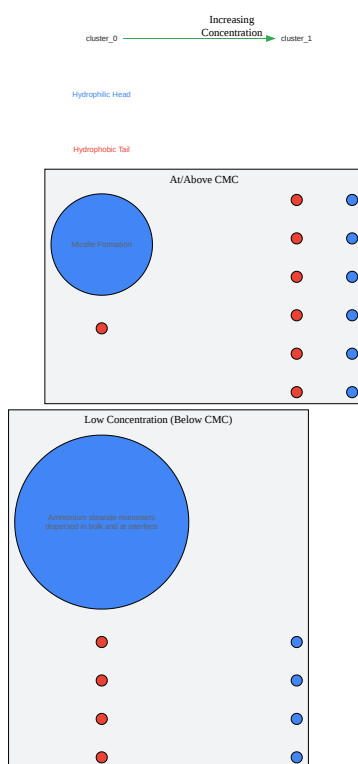 Increasing
Concentration
cluster_0
cluster_1
Hydrophilic Head
Hydrophobic Tail
At/Above CMC
Micelle Formation
Low Concentration (Below CMC)
Ammonium stearate monomers
dispersed in bulk and at interface